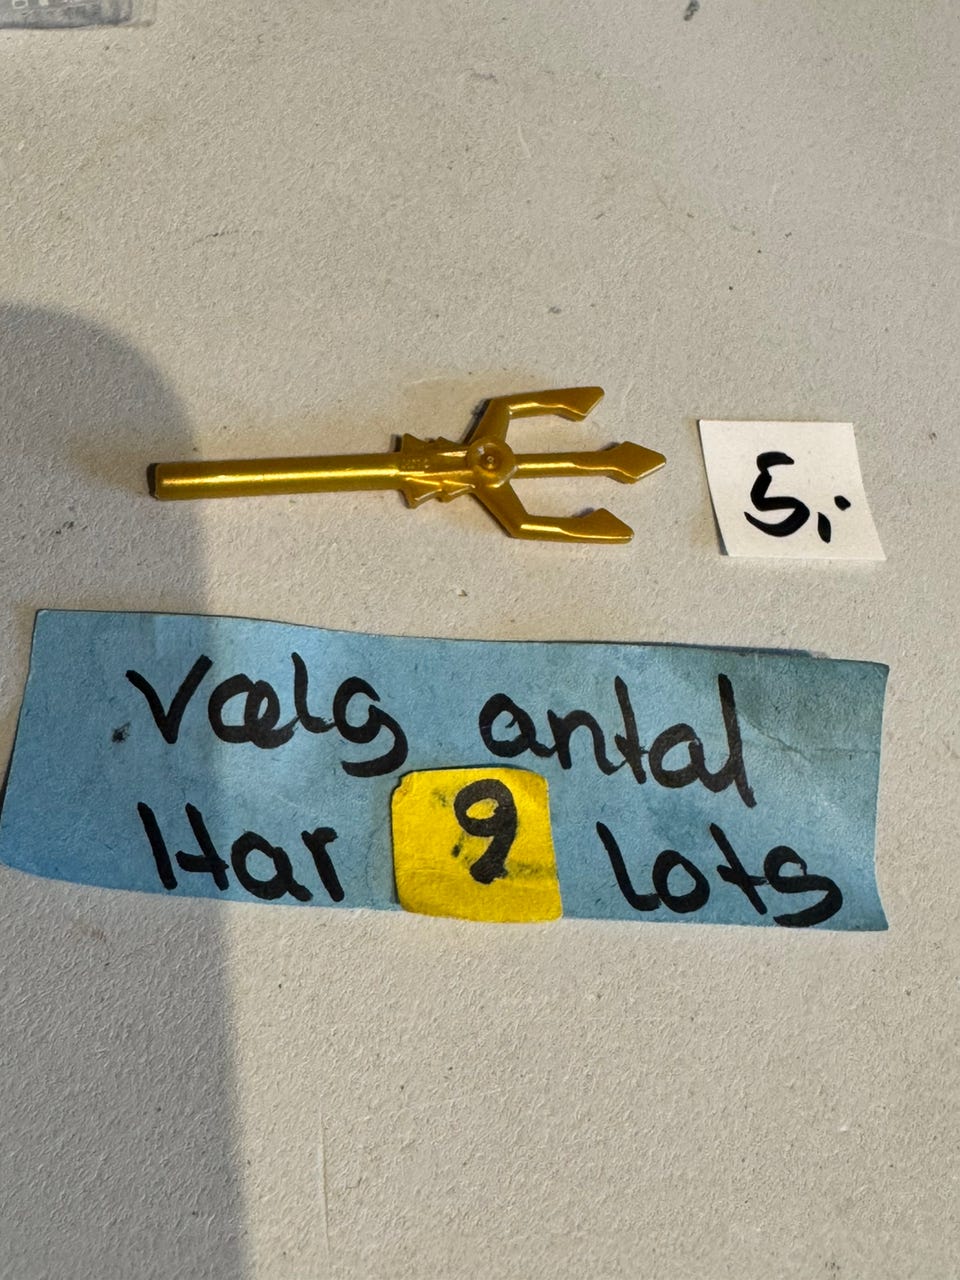 5,-
Vælg antal
Har 9 Lots